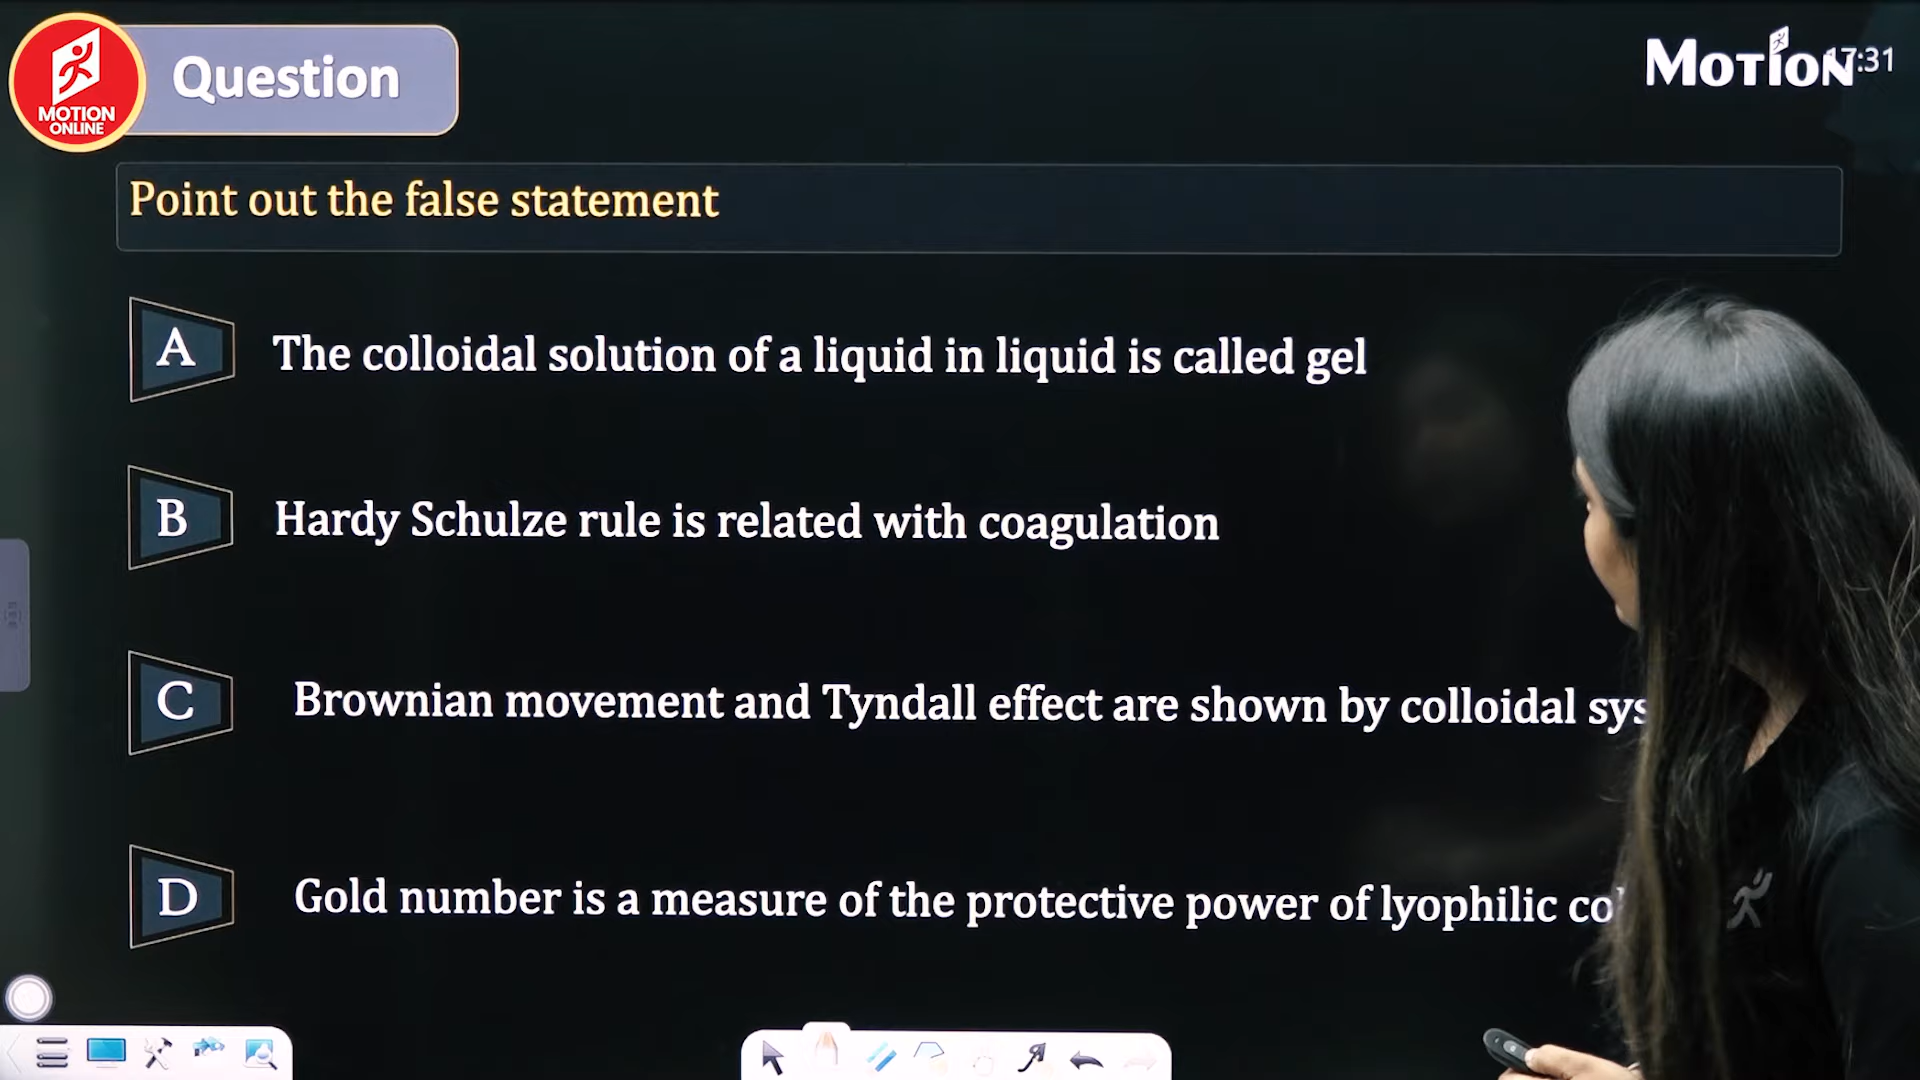 MOTION
ONLINE
Question
MOTION
17:31
Point out the false statement
A
The colloidal solution of a liquid in liquid is called gel
B
Hardy Schulze rule is related with coagulation
C
Brownian movement and Tyndall effect are shown by colloidal
D
Gold number is a measure of the protective power of lyophilic